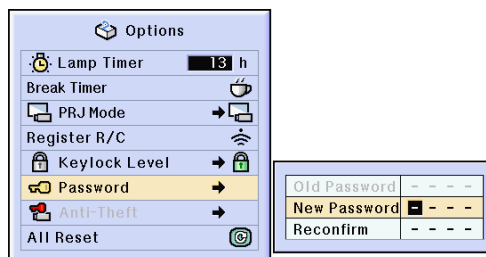 Options
Lamp Timer 13 h
Break Timer
PRJ Mode
Register R/C
Keylock Level
Password
Anti-Theft
All Reset
Old Password - - - -
New Password - - - -
Reconfirm - - - -